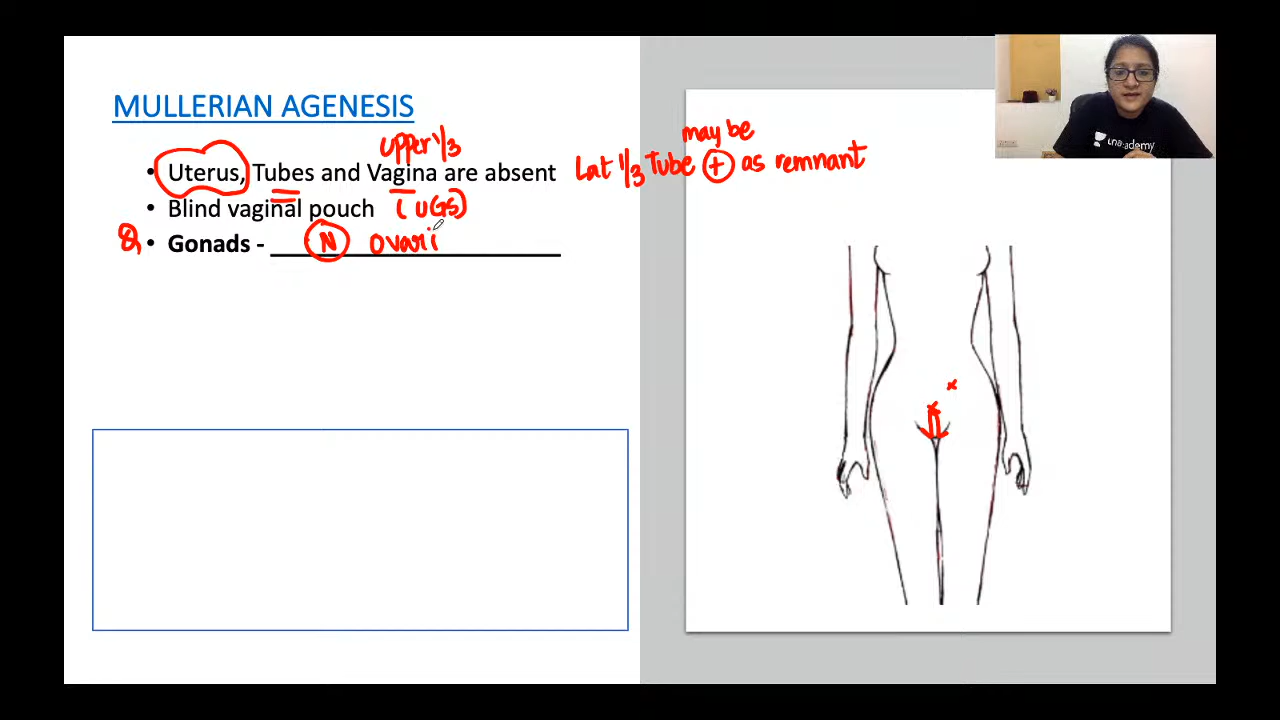 MULLERIAN AGENESIS
upper 1/3
may be
• Uterus, Tubes and Vagina are absent Lat 1/3 Tube + as remnant
• Blind vaginal pouch (UGS)
Q • Gonads - N ovari
unacademy